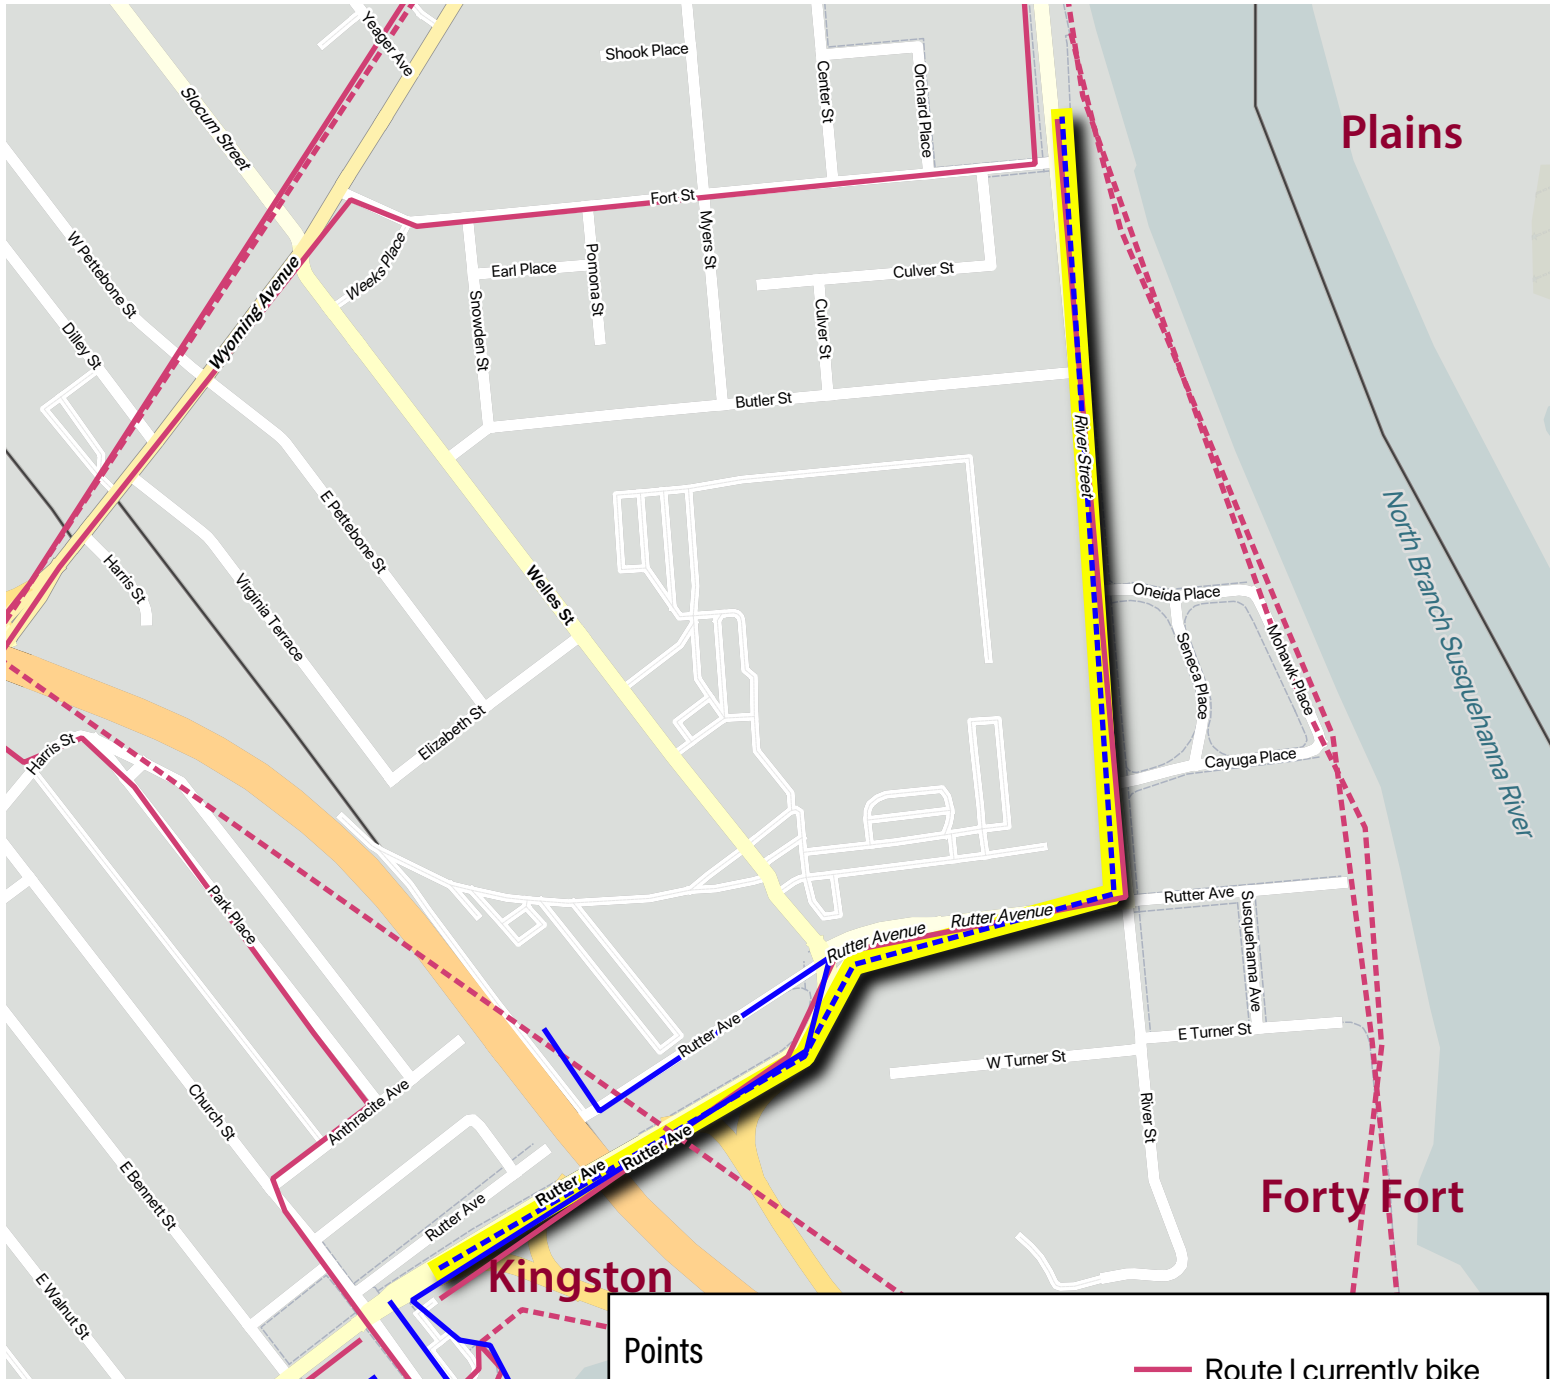 Yeager Ave
Shook Place
Center St
Orchard Place
Plains
Slocum Street
Fort St
Myers St
W Pettebone St
Weeks Place
Earl Place
Pomona St
Culver St
Wyoming Avenue
Snowden St
Culver St
Dilley St
Butler St
River Street
North Branch Susquehanna River
E Pettebone St
Harris St
Virginia Terrace
Welles St
Oneida Place
Seneca Place
Mohawk Place
Elizabeth St
Harris St
Cayuga Place
Park Place
Rutter Avenue
Rutter Avenue
Rutter Ave
Susquehanna Ave
Rutter Ave
W Turner St
E Turner St
Church St
Anthracite Ave
River St
Rutter Ave
Rutter Ave
E Bennett St
Rutter Ave
Forty Fort
Kingston
E Walnut St
Points
Route I currently bike